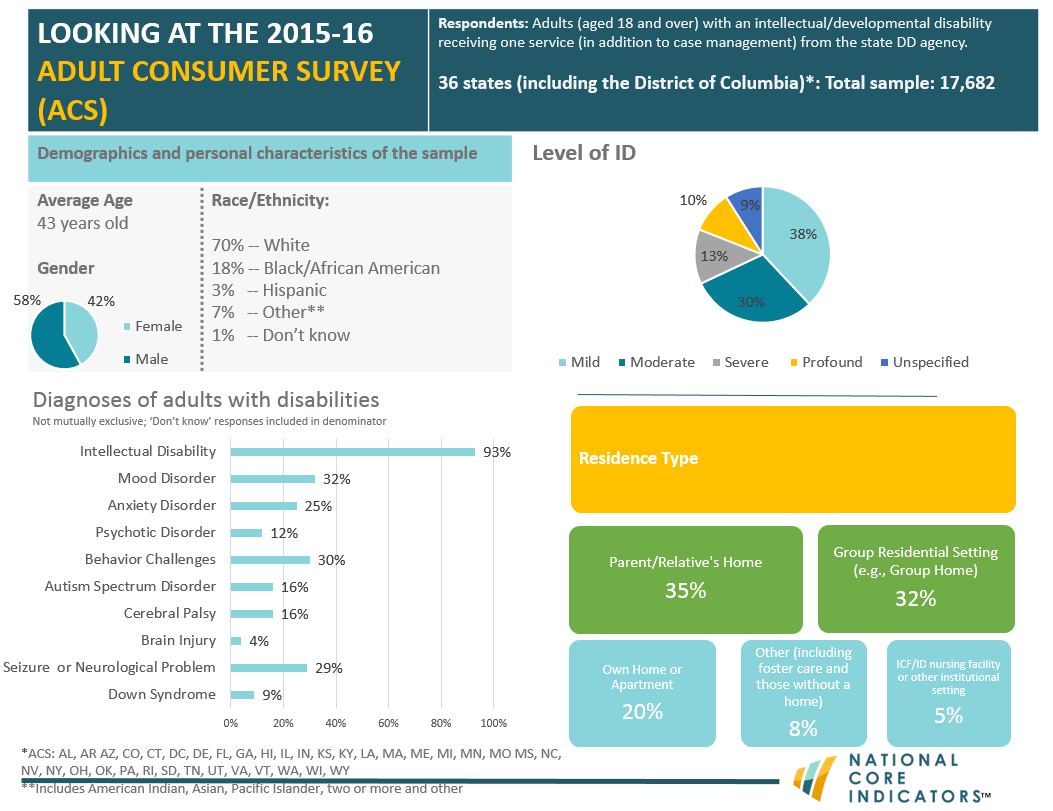 LOOKING AT THE 2015-16
ADULT CONSUMER SURVEY
(ACS)
Respondents: Adults (aged 18 and over) with an intellectual/developmental disability
receiving one service (in addition to case management) from the state DD agency.
36 states (including the District of Columbia)*: Total sample: 17,682
Demographics and personal characteristics of the sample
Average Age
43 years old
Gender
58%
42%
Female
Male
Race/Ethnicity:
70% -- White
18% -- Black/African American
3% -- Hispanic
7% -- Other**
1% -- Don't know
Level of ID
10%
9%
38%
13%
30%
Mild
Moderate
Severe
Profound
Unspecified
Diagnoses of adults with disabilities
Not mutually exclusive; 'Don't know' responses included in denominator
Intellectual Disability 93%
Mood Disorder 32%
Anxiety Disorder 25%
Psychotic Disorder 12%
Behavior Challenges 30%
Autism Spectrum Disorder 16%
Cerebral Palsy 16%
Brain Injury 4%
Seizure or Neurological Problem 29%
Down Syndrome 9%
0% 20% 40% 60% 80% 100%
Residence Type
Parent/Relative's Home
35%
Group Residential Setting
(e.g., Group Home)
32%
Own Home or
Apartment
20%
Other (including
foster care and
those without a
home)
8%
ICF/ID nursing facility
or other institutional
setting
5%
*ACS: AL, AR AZ, CO, CT, DC, DE, FL, GA, HI, IL, IN, KS, KY, LA, MA, ME, MI, MN, MO MS, NC,
NV, NY, OH, OK, PA, RI, SD, TN, UT, VA, VT, WA, WI, WY
**Includes American Indian, Asian, Pacific Islander, two or more and other
NATIONAL
CORE
INDICATORS™